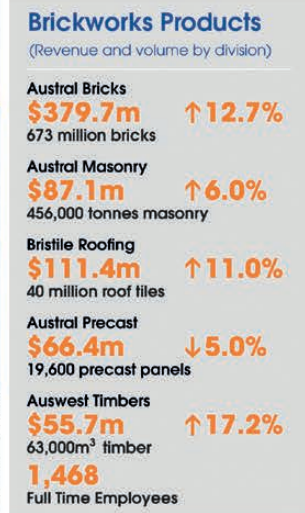 Brickworks Products
(Revenue and volume by division)
Austral Bricks
$379.7m ↑12.7%
673 million bricks
Austral Masonry
$87.1m ↑6.0%
456,000 tonnes masonry
Bristile Roofing
$111.4m ↑11.0%
40 million roof tiles
Austral Precast
$66.4m ↓5.0%
19,600 precast panels
Auswest Timbers
$55.7m ↑17.2%
63,000m³ timber
1,468
Full Time Employees